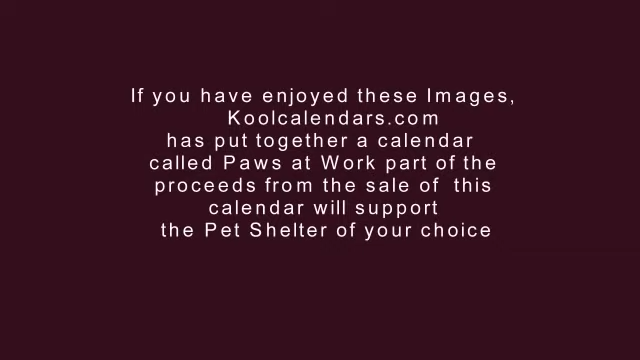 If you have enjoyed these Images,
Koolcalendars.com
has put together a calendar
called Paws at Work part of the
proceeds from the sale of this
calendar will support
the Pet Shelter of your choice